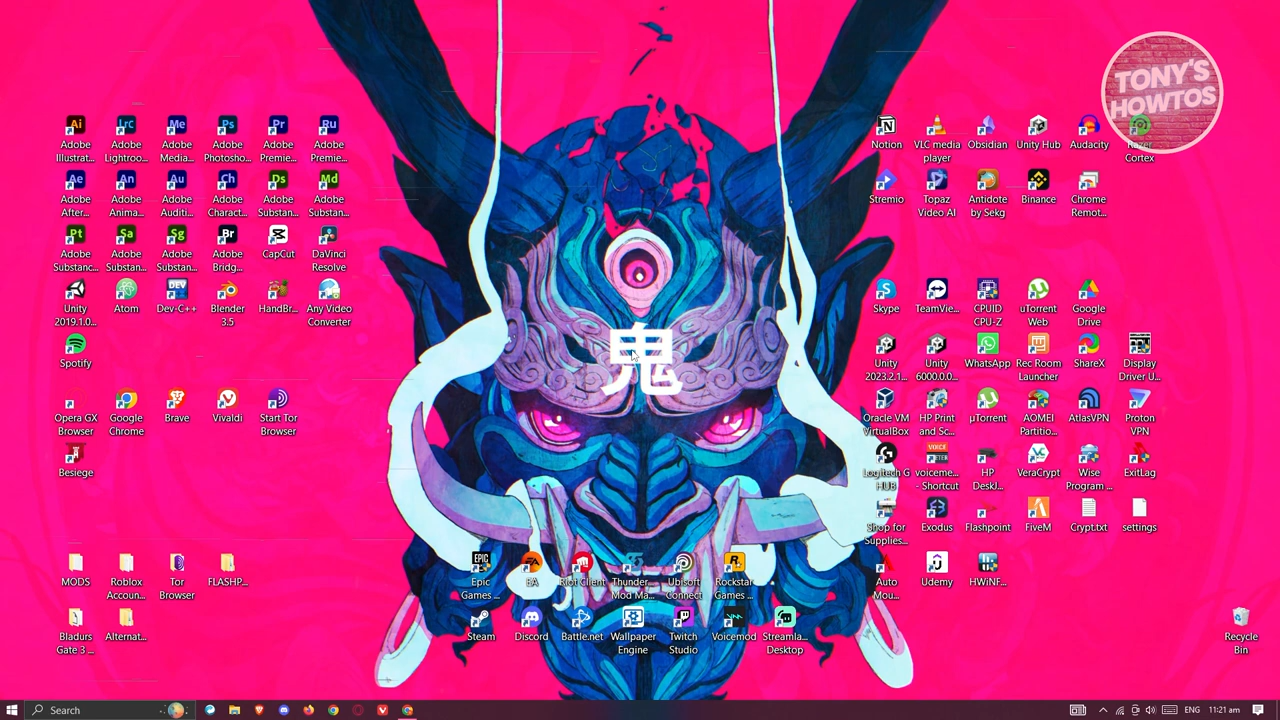 TONY'S
HOWTOS
Adobe Illustrat...
Adobe Lightroo...
Adobe Media...
Adobe Photosho...
Adobe Premie...
Adobe Premie...
Notion
VLC media player
Obsidian
Unity Hub
Audacity
Razer Cortex
Adobe After...
Adobe Anima...
Adobe Auditi...
Adobe Charact...
Adobe Substan...
Adobe Substan...
Stremio
Topaz Video AI
Antidote by Sekg
Binance
Chrome Remot...
Adobe Substanc...
Adobe Substan...
Adobe Substan...
Adobe Bridg...
CapCut
DaVinci Resolve
Unity 2019.1.0...
Atom
Dev-C++
Blender 3.5
HandBr...
Any Video Converter
Skype
TeamVie...
CPUID CPU-Z
uTorrent Web
Google Drive
鬼
Spotify
Unity 2023.2.1...
Unity 6000.0.0...
WhatsApp
Rec Room Launcher
ShareX
Display Driver U...
Opera GX Browser
Google Chrome
Brave
Vivaldi
Start Tor Browser
Oracle VM VirtualBox
HP Print and Sc...
µTorrent
AOMEI Partitio...
AtlasVPN
Proton VPN
Besiege
Logitech G HUB
voiceme... - Shortcut
HP DeskJ...
VeraCrypt
Wise Program ...
ExitLag
Shop for Supplies...
Exodus
Flashpoint
FiveM
Crypt.txt
settings
MODS
Roblox Accoun...
Tor Browser
FLASHP...
Epic Games ...
EA
Riot Client
Thunder... Mod Ma...
Ubisoft Connect
Rockstar Games ...
Auto Mou...
Udemy
HWiNF...
Bladurs Gate 3 ...
Alternat...
Steam
Discord
Battle.net
Wallpaper Engine
Twitch Studio
Voicemod
Streamla... Desktop
Recycle Bin
Search
ENG
11:21 am